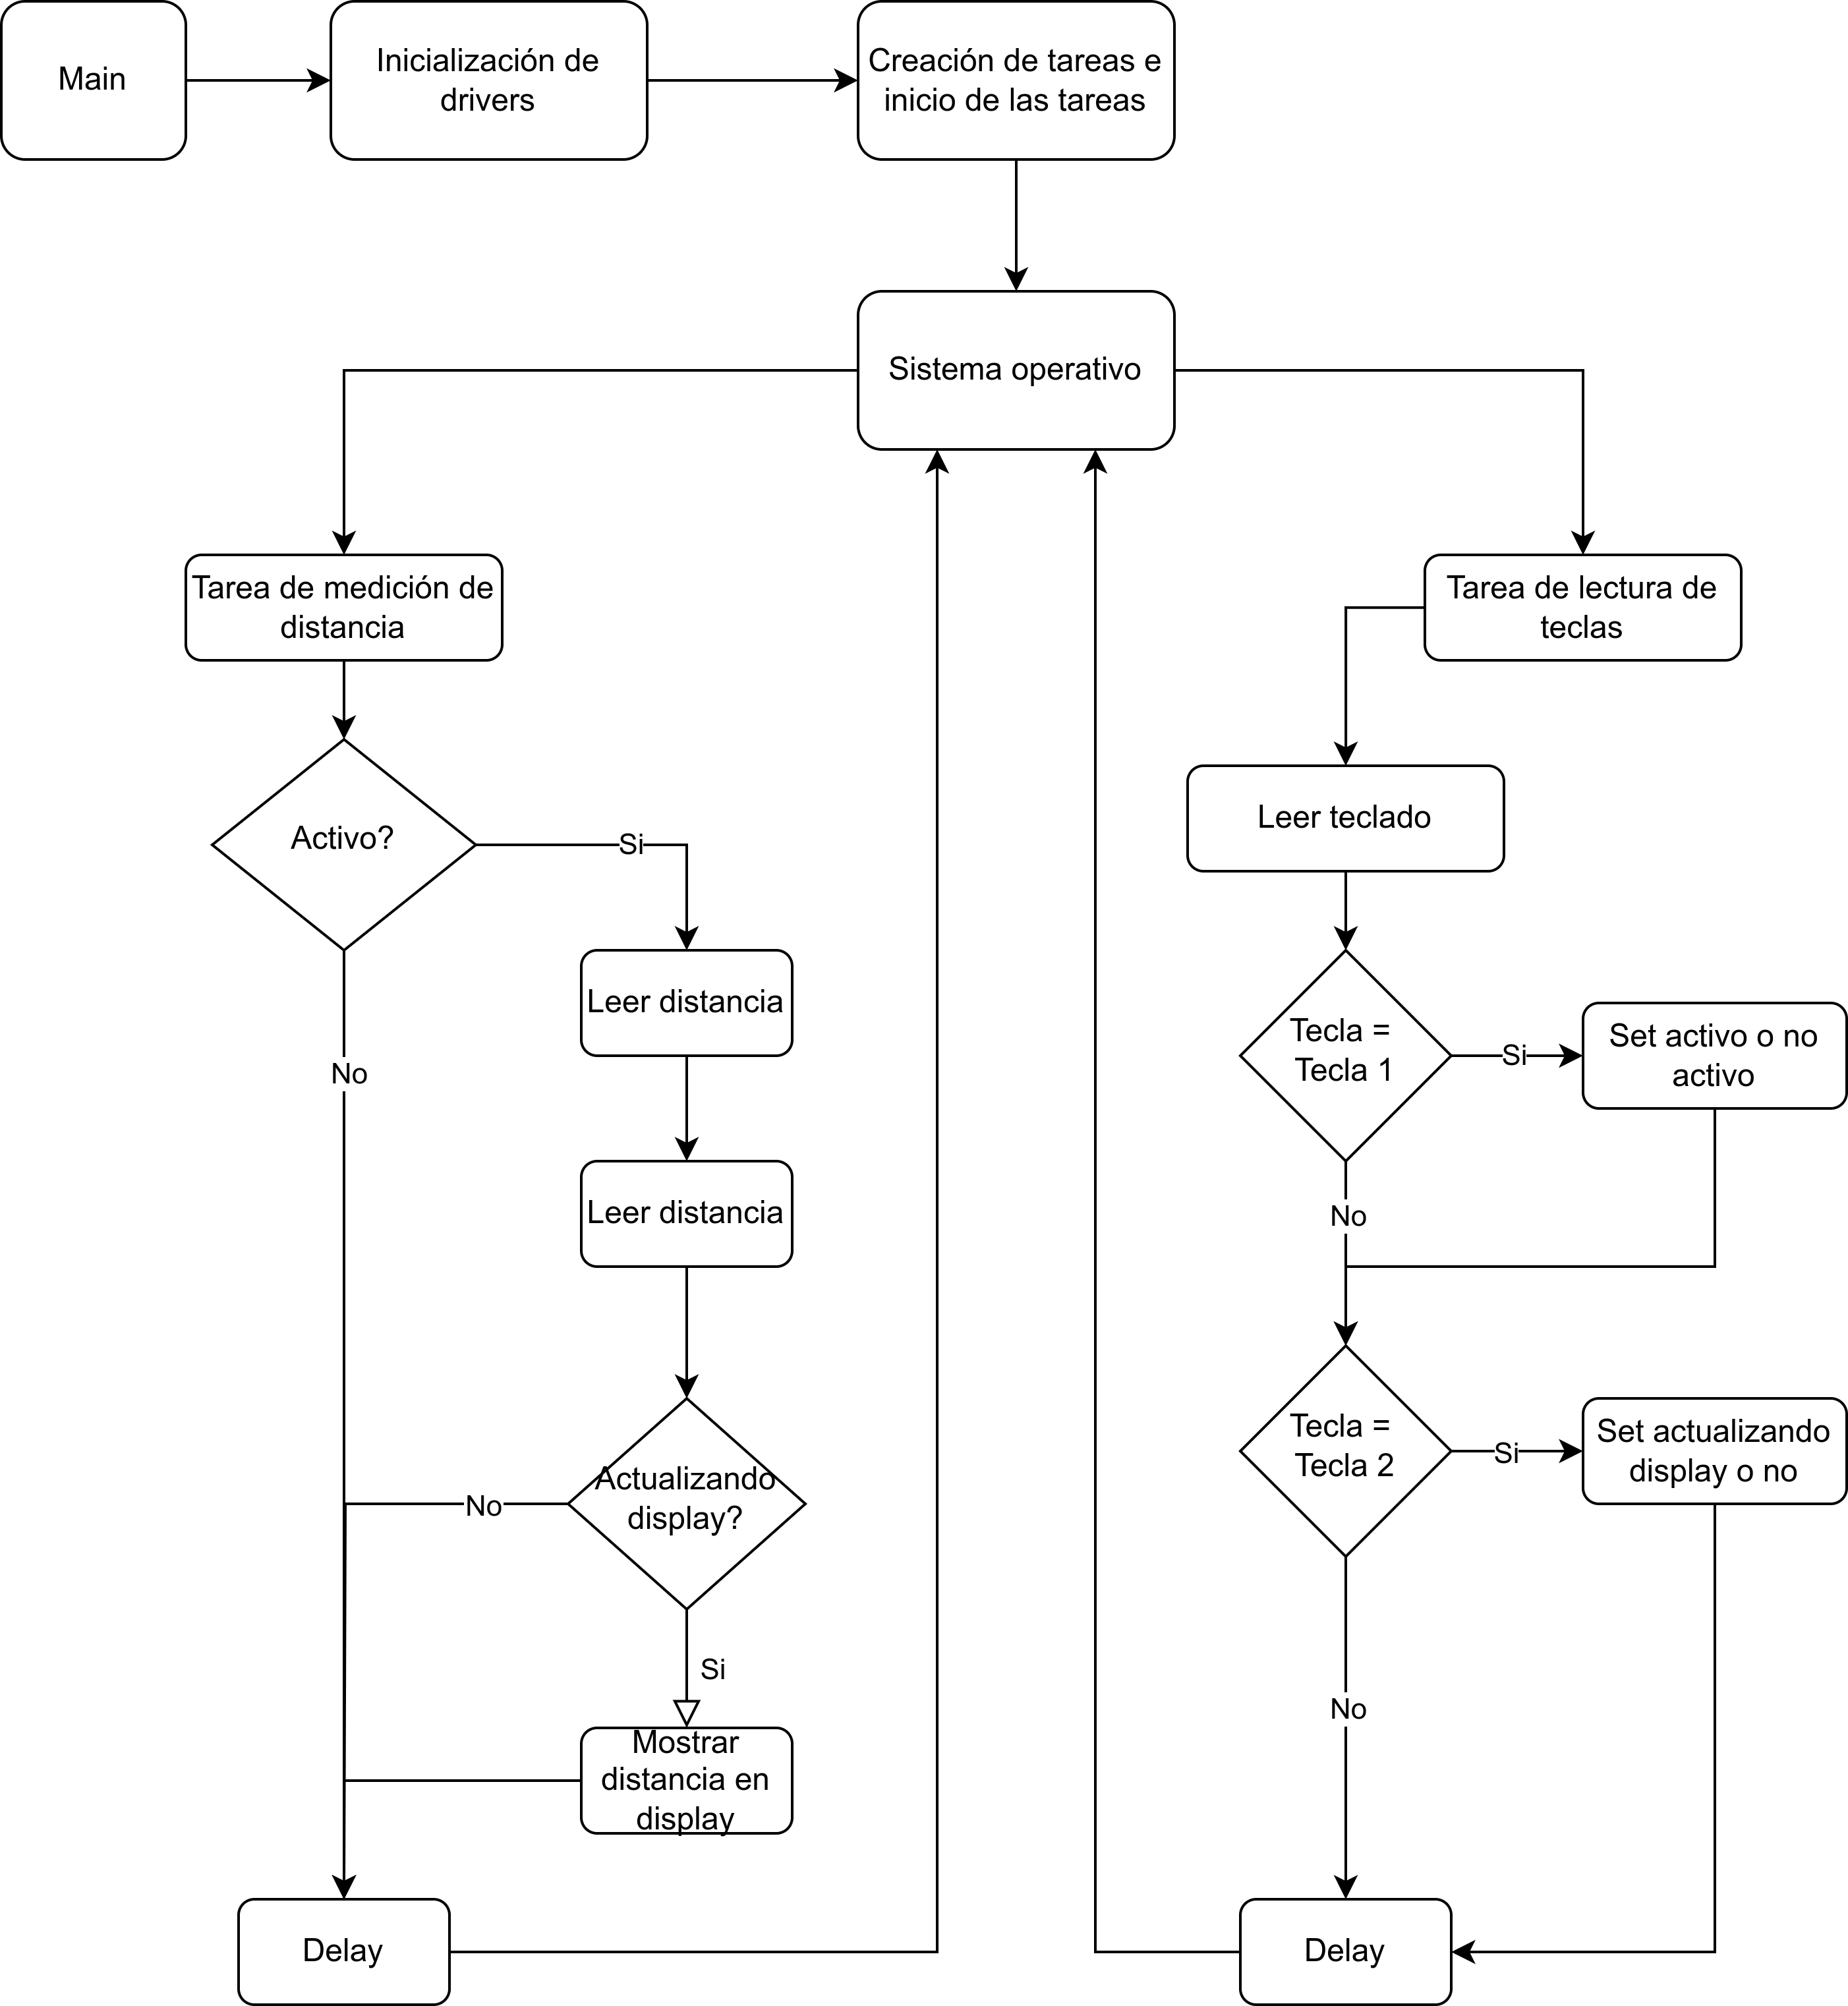 Main
Inicialización de
drivers
Creación de tareas e
inicio de las tareas
Sistema operativo
Tarea de medición de
distancia
Tarea de lectura de
teclas
Leer teclado
Activo?
Si
No
Leer distancia
Tecla =
Tecla 1
Si
Set activo o no
activo
Leer distancia
No
Actualizando
display?
No
Si
Tecla =
Tecla 2
Si
Set actualizando
display o no
No
Mostrar
distancia en
display
Delay
Delay